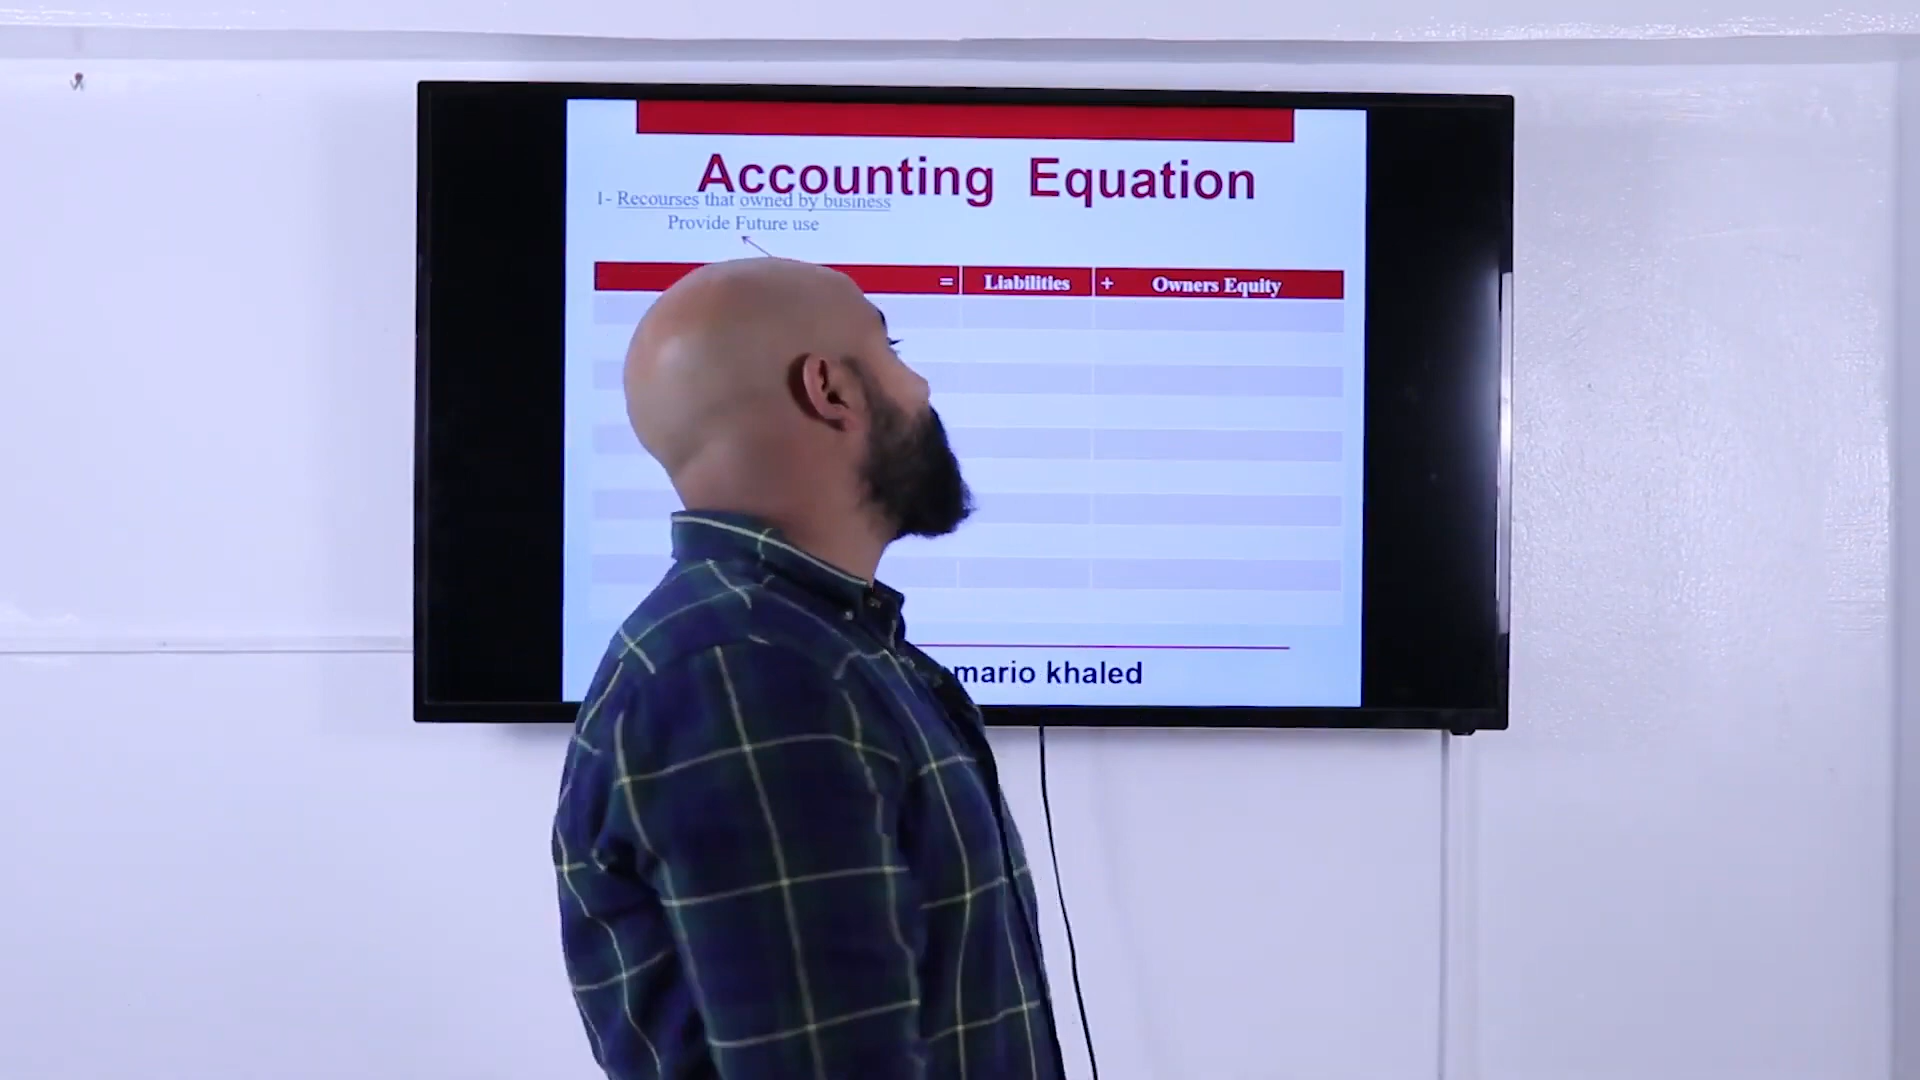 Accounting Equation
1- Recourses that owned by business
Provide Future use
= Liabilities + Owners Equity
mario khaled